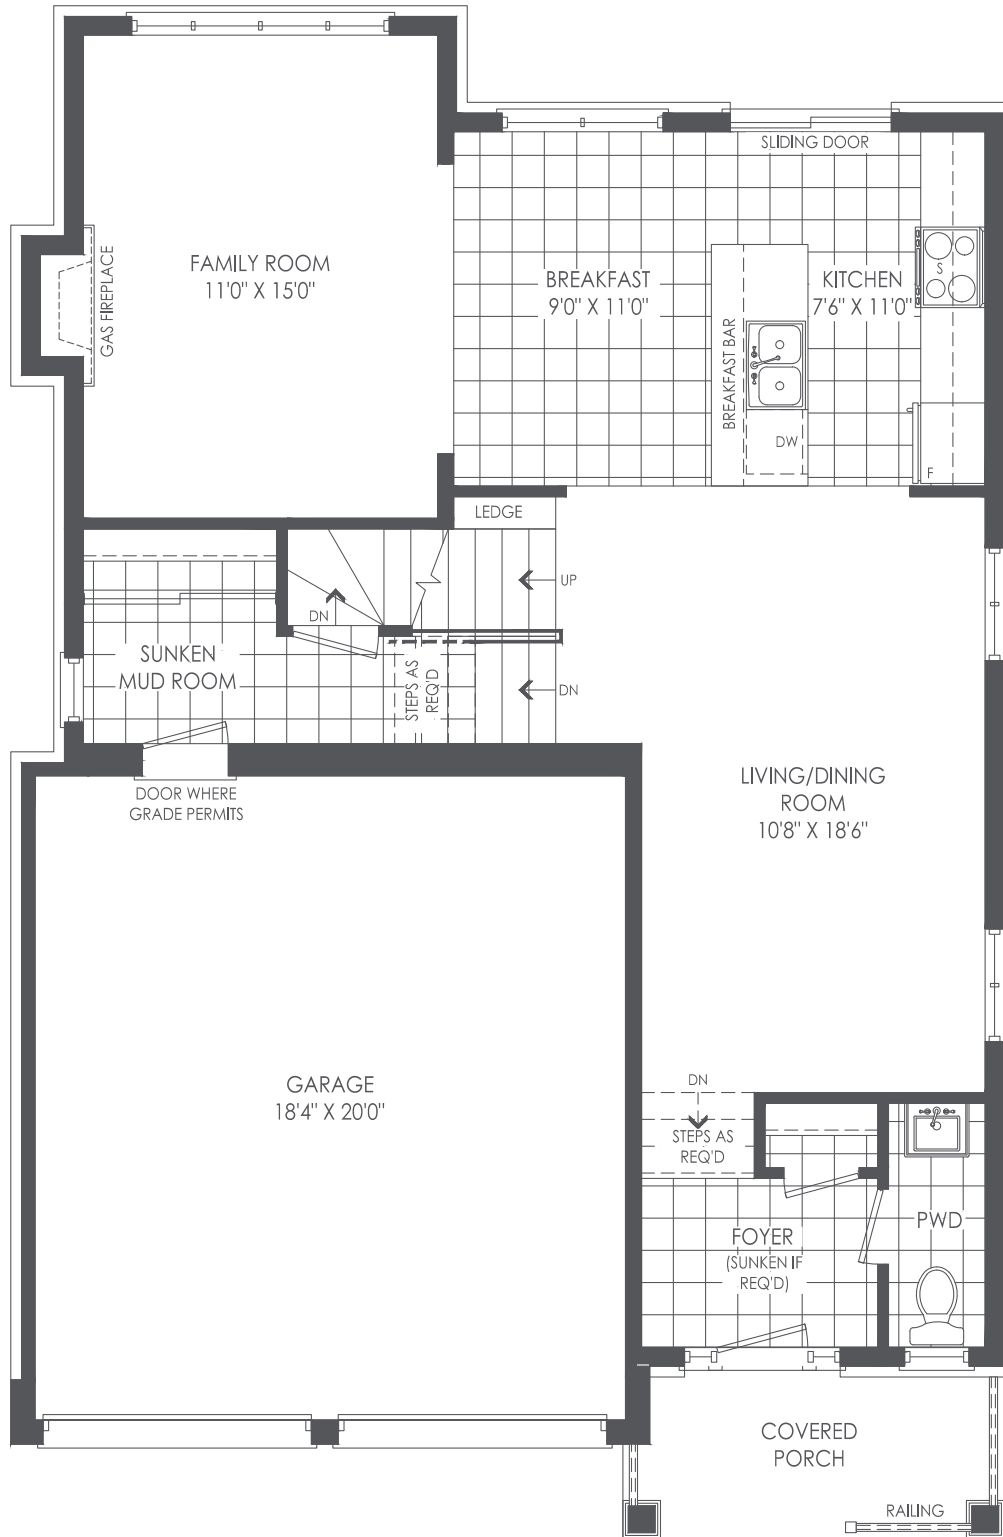 SLIDING DOOR
FAMILY ROOM
11'0" X 15'0"
GAS FIREPLACE
BREAKFAST
9'0" X 11'0"
KITCHEN
7'6" X 11'0"
S
BREAKFAST BAR
DW
F
LEDGE
UP
DN
SUNKEN
MUD ROOM
STEPS AS
REQ'D
DN
DOOR WHERE
GRADE PERMITS
LIVING/DINING
ROOM
10'8" X 18'6"
GARAGE
18'4" X 20'0"
DN
STEPS AS
REQ'D
FOYER
(SUNKEN IF
REQ'D)
PWD
COVERED
PORCH
RAILING